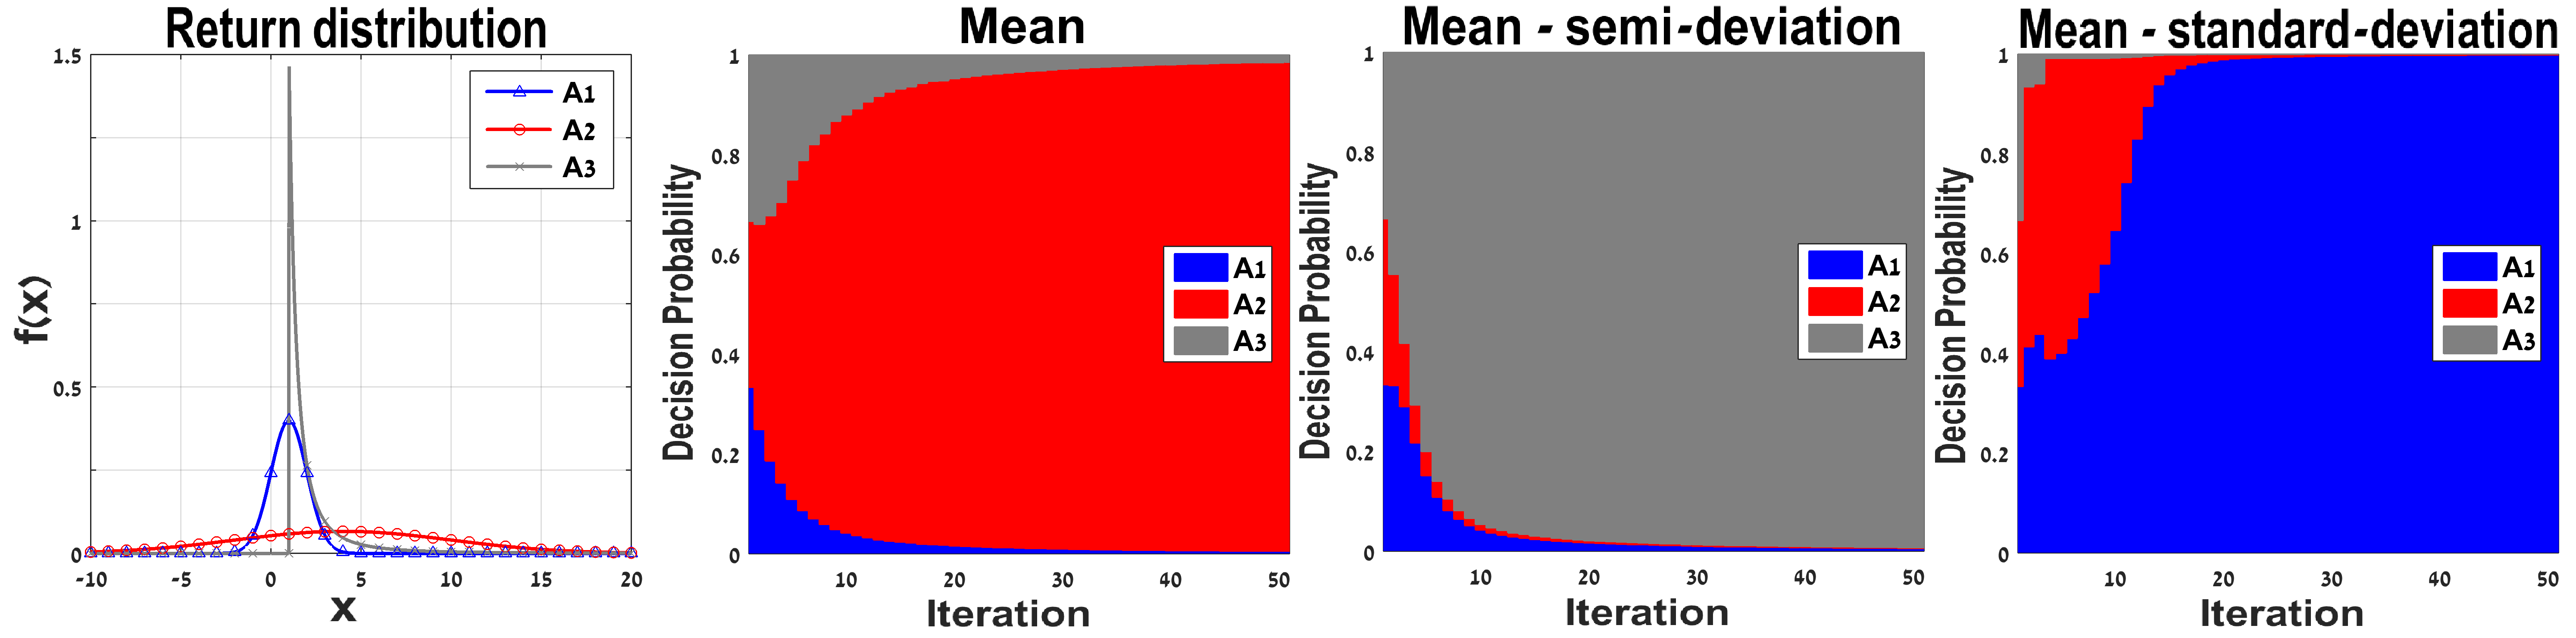 Return distribution
1.5
1
0.5
0
f(x)
-10 -5 0 5 10 15 20
x
A1
A2
A3
Mean
1
0.8
0.6
0.4
0.2
0
Decision Probability
10 20 30 40 50
Iteration
A1
A2
A3
Mean - semi-deviation
1
0.8
0.6
0.4
0.2
0
Decision Probability
10 20 30 40 50
Iteration
A1
A2
A3
Mean - standard-deviation
1
0.8
0.6
0.4
0.2
0
Decision Probability
10 20 30 40 50
Iteration
A1
A2
A3